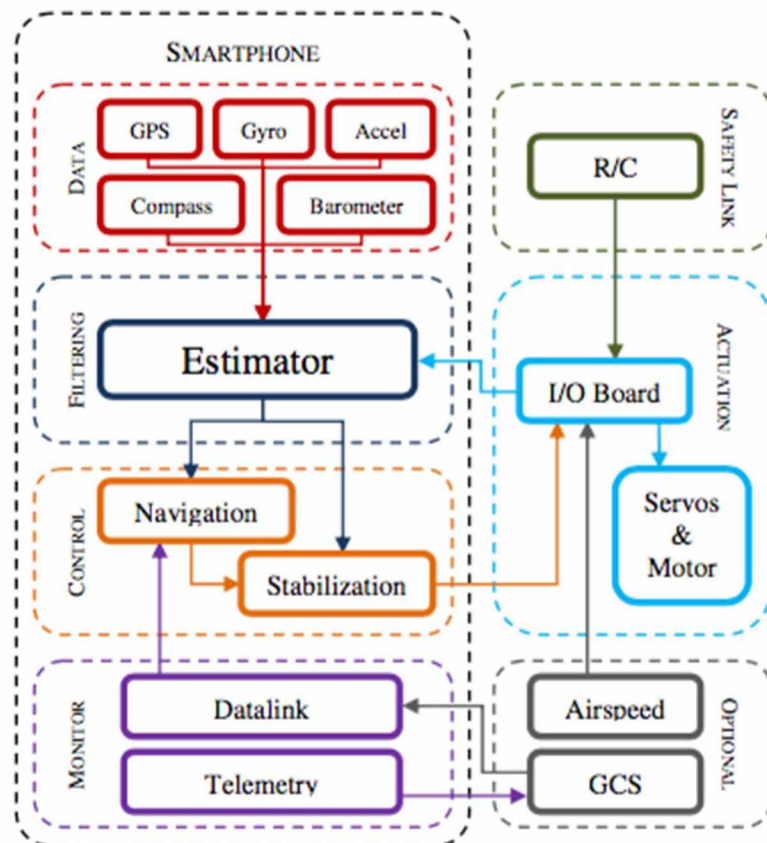 SMARTPHONE
DATA
GPS
Gyro
Accel
Compass
Barometer
SAFETY LINK
R/C
FILTERING
Estimator
ACTUATION
I/O Board
Servos
&
Motor
CONTROL
Navigation
Stabilization
MONITOR
Datalink
Telemetry
OPTIONAL
Airspeed
GCS